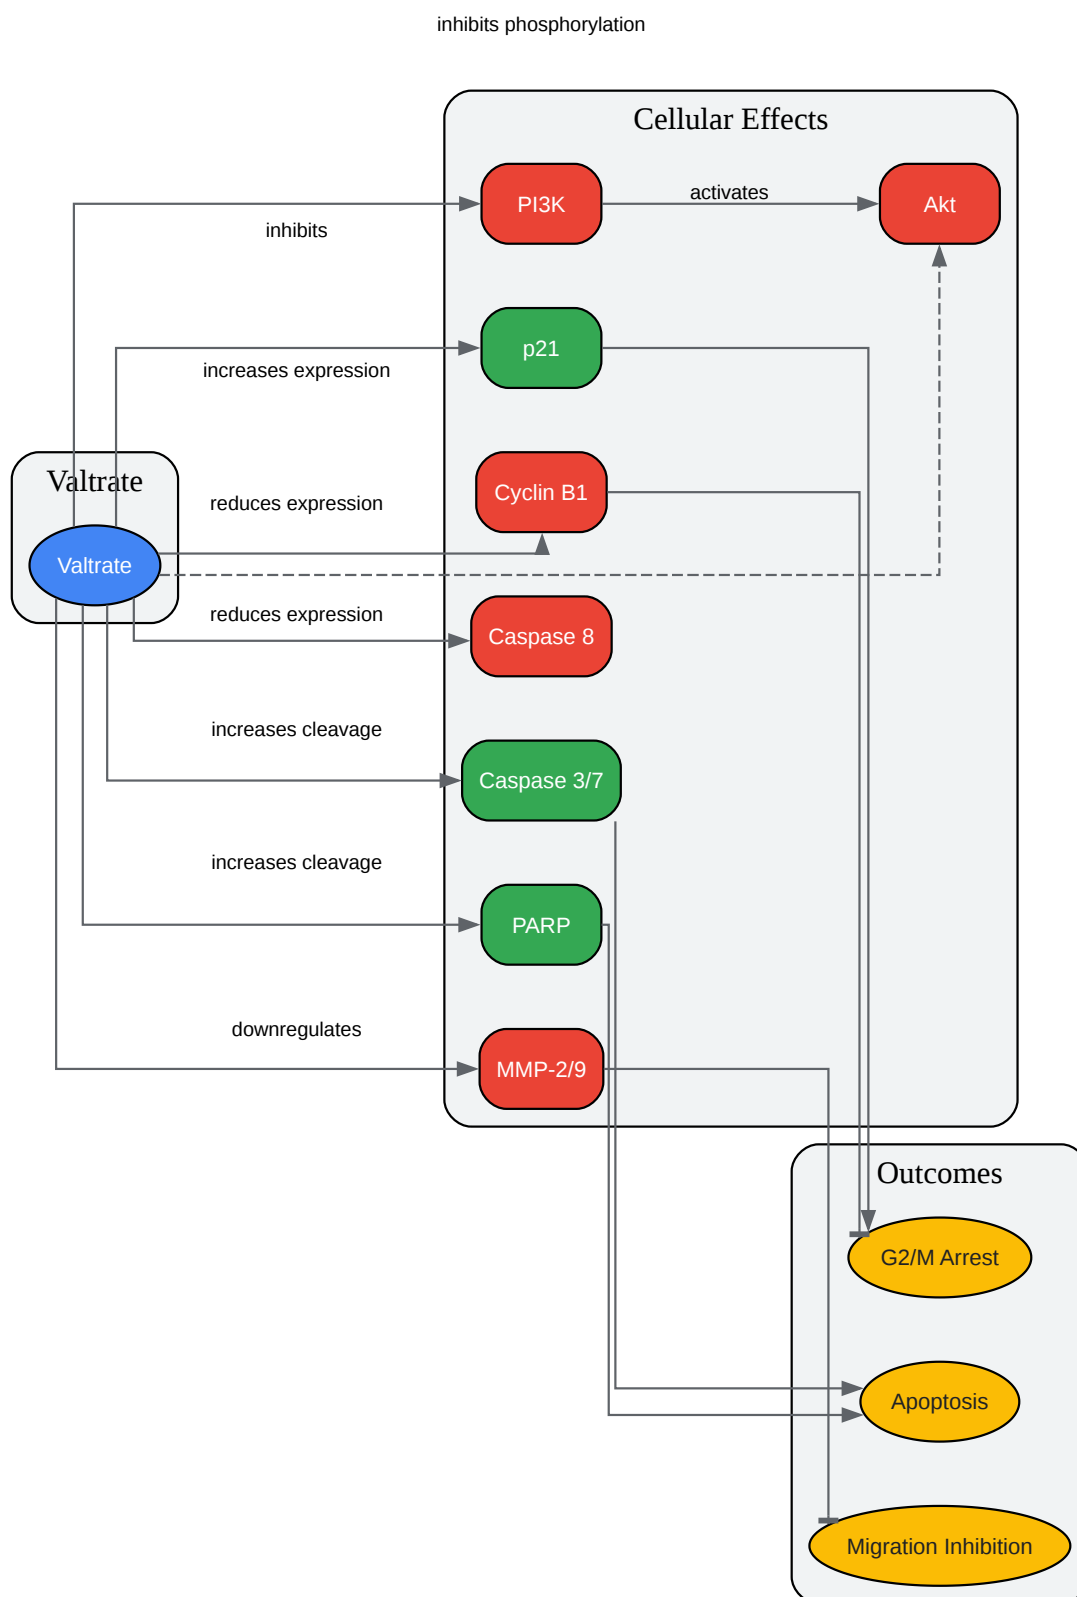 inhibits phosphorylation
Cellular Effects
PI3K
activates
Akt
inhibits
p21
increases expression
Valtrate
Cyclin B1
reduces expression
Valtrate
reduces expression
Caspase 8
increases cleavage
Caspase 3/7
increases cleavage
PARP
downregulates
MMP-2/9
Outcomes
G2/M Arrest
Apoptosis
Migration Inhibition